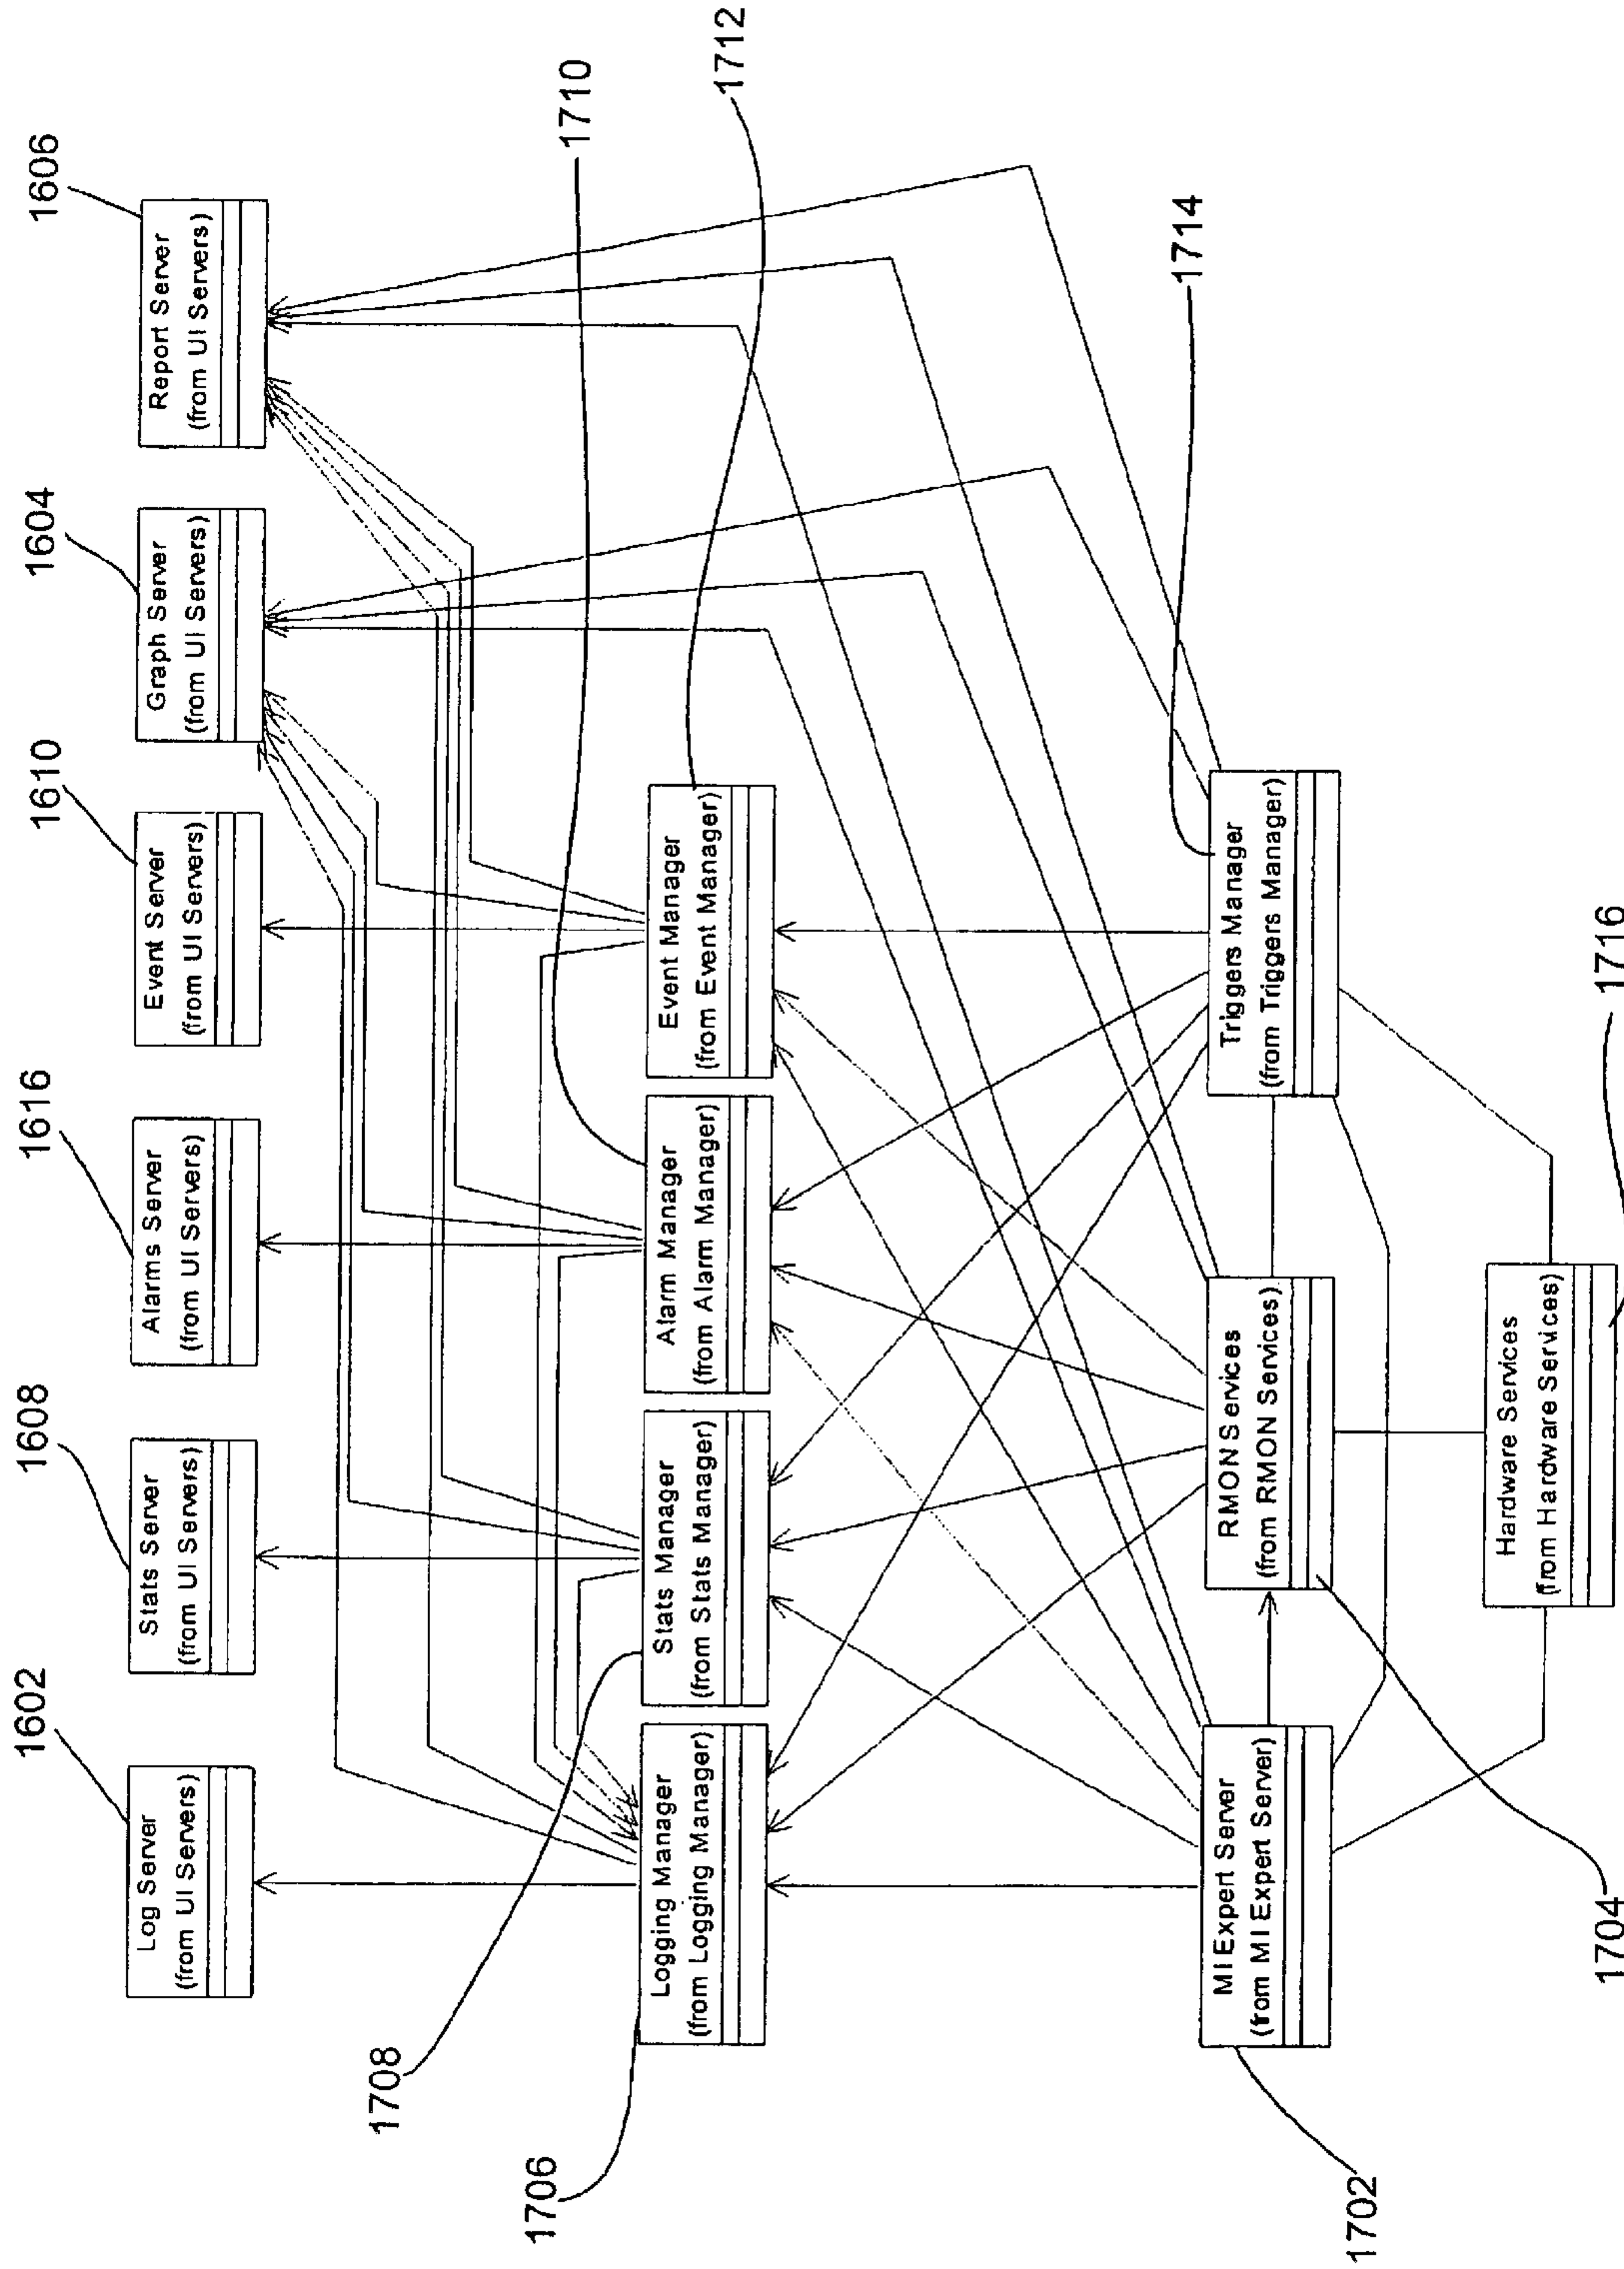 1602
1608
1616
1610
1604
1606
Log Server
(from UI Servers)
Stats Server
(from UI Servers)
Alarms Server
(from UI Servers)
Event Server
(from UI Servers)
Graph Server
(from UI Servers)
Report Server
(from UI Servers)
1706
1708
1710
1712
Logging Manager
(from Logging Manager)
Stats Manager
(from Stats Manager)
Alarm Manager
(from Alarm Manager)
Event Manager
(from Event Manager)
1714
MI Expert Server
(from MI Expert Server)
RMON Services
(from RMON Services)
Triggers Manager
(from Triggers Manager)
1702
Hardware Services
(from Hardware Services)
1704
1716